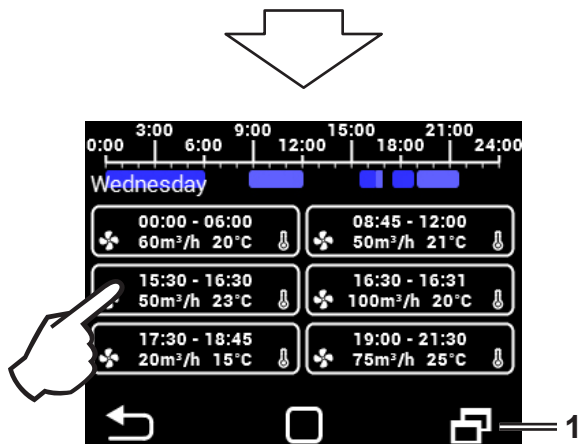 3:00 9:00 15:00 21:00
0:00 6:00 12:00 18:00 24:00
Wednesday
00:00 - 06:00
60m³/h 20°C
08:45 - 12:00
50m³/h 21°C
15:30 - 16:30
50m³/h 23°C
16:30 - 16:31
100m³/h 20°C
17:30 - 18:45
20m³/h 15°C
19:00 - 21:30
75m³/h 25°C
1